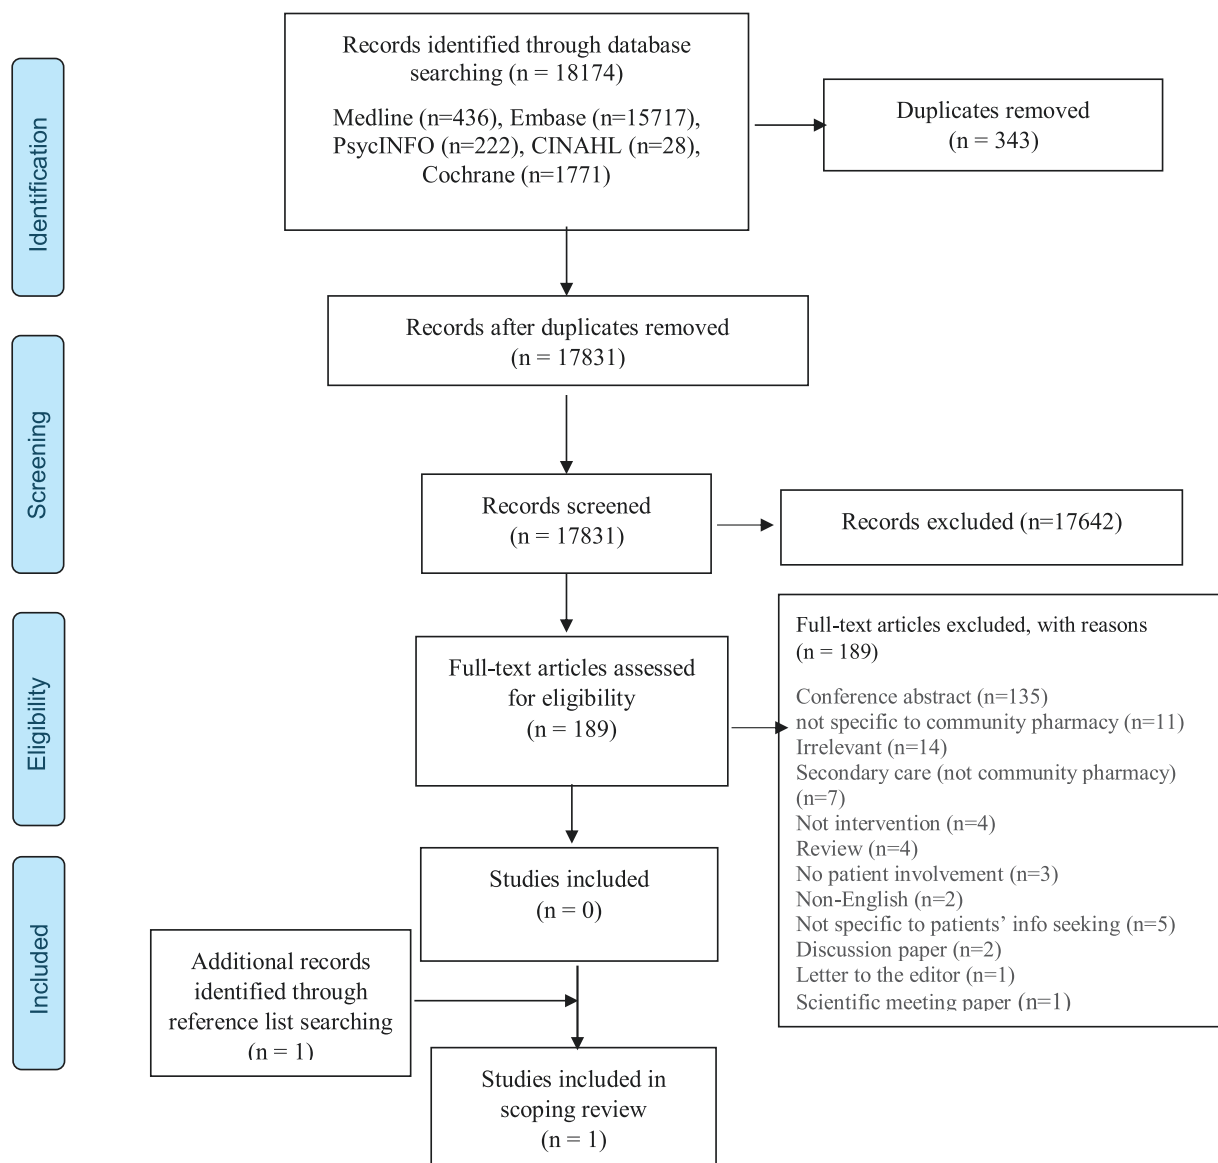 Identification
Records identified through database
searching (n = 18174)
Medline (n=436), Embase (n=15717),
PsycINFO (n=222), CINAHL (n=28),
Cochrane (n=1771)
Duplicates removed
(n = 343)
Records after duplicates removed
(n = 17831)
Screening
Records screened
(n = 17831)
Records excluded (n=17642)
Eligibility
Full-text articles assessed
for eligibility
(n = 189)
Full-text articles excluded, with reasons
(n = 189)
Conference abstract (n=135)
not specific to community pharmacy (n=11)
Irrelevant (n=14)
Secondary care (not community pharmacy)
(n=7)
Not intervention (n=4)
Review (n=4)
No patient involvement (n=3)
Non-English (n=2)
Not specific to patients’ info seeking (n=5)
Discussion paper (n=2)
Letter to the editor (n=1)
Scientific meeting paper (n=1)
Included
Studies included
(n = 0)
Additional records
identified through
reference list searching
(n = 1)
Studies included in
scoping review
(n = 1)